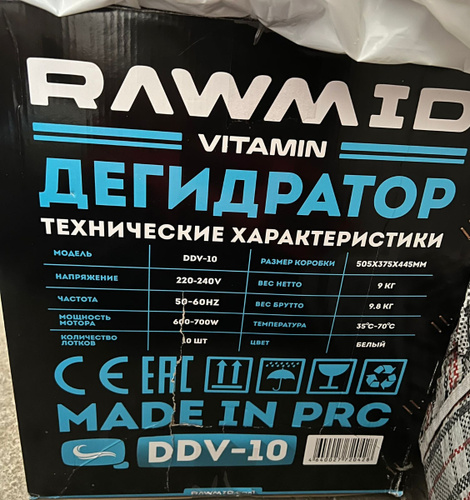 RAWMID
VITAMIN
ДЕГИДРАТОР
ТЕХНИЧЕСКИЕ ХАРАКТЕРИСТИКИ
МОДЕЛЬ DDV-10 РАЗМЕР КОРОБКИ 505X375X445ММ
НАПРЯЖЕНИЕ 220-240V ВЕС НЕТТО 9 КГ
ЧАСТОТА 50-60HZ ВЕС БРУТТО 9.8 КГ
МОЩНОСТЬ МОТОРА 600-700W ТЕМПЕРАТУРА 35°C-70°C
КОЛИЧЕСТВО ЛОТКОВ 10 ШТ ЦВЕТ БЕЛЫЙ
CE EAC
MADE IN PRC
DDV-10